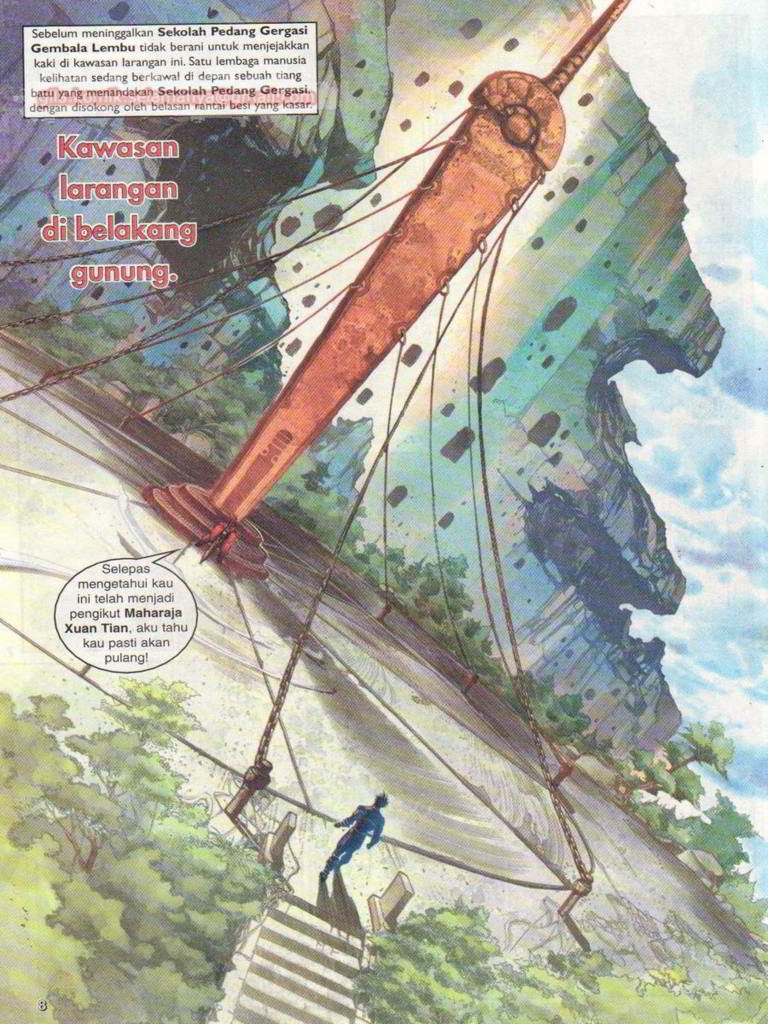 Sebelum meninggalkan Sekolah Pedang Gergasi
Gembala Lembu tidak berani untuk menjejakkan
kaki di kawasan larangan ini. Satu lembaga manusia
kelihatan sedang berkawal di depan sebuah tiang
batu yang menandakan Sekolah Pedang Gergasi,
dengan disokong oleh belasan rantai besi yang kasar.
Kawasan
larangan
di belakang
gunung.
Selepas
mengetahui kau
ini telah menjadi
pengikut Maharaja
Xuan Tian, aku tahu
kau pasti akan
pulang!
8